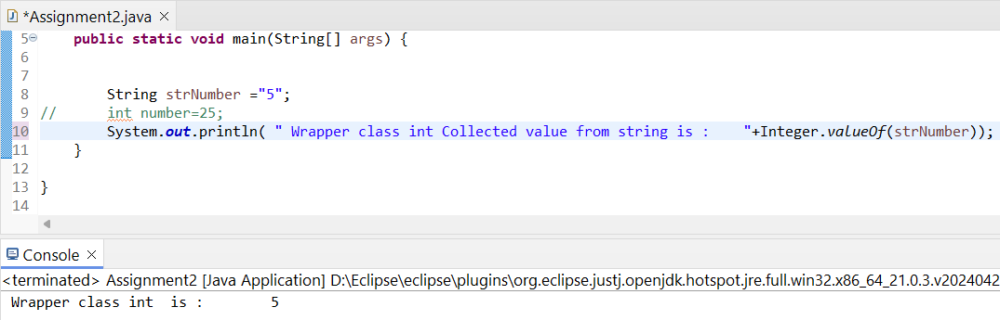 *Assignment2.java ×
5 public static void main(String[] args) {
6
7
8 String strNumber ="5";
9 // int number=25;
10 System.out.println( " Wrapper class int Collected value from string is :    "+Integer.valueOf(strNumber));
11 }
12
13 }
14
Console ×
<terminated> Assignment2 [Java Application] D:\Eclipse\eclipse\plugins\org.eclipse.justj.openjdk.hotspot.jre.full.win32.x86_64_21.0.3.v2024042
Wrapper class int  is :        5